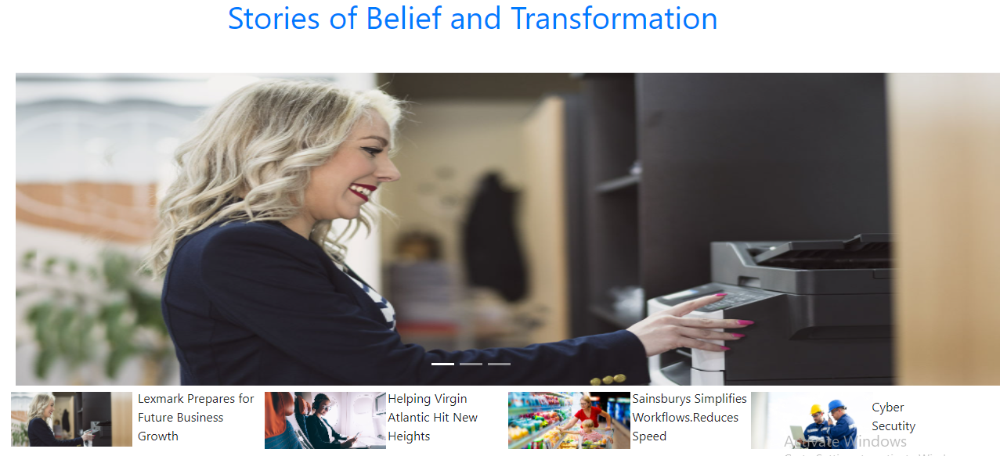 Stories of Belief and Transformation
Lexmark Prepares for
Future Business
Growth
Helping Virgin
Atlantic Hit New
Heights
Sainsburys Simplifies
Workflows.Reduces
Speed
Cyber
Secutity
Activate Windows